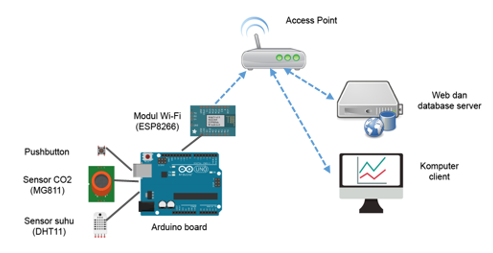 Access Point
Modul Wi-Fi
(ESP8266)
Web dan
database server
Pushbutton
Sensor CO2
(MG811)
Komputer
client
Sensor suhu
(DHT11)
UNO
Arduino board